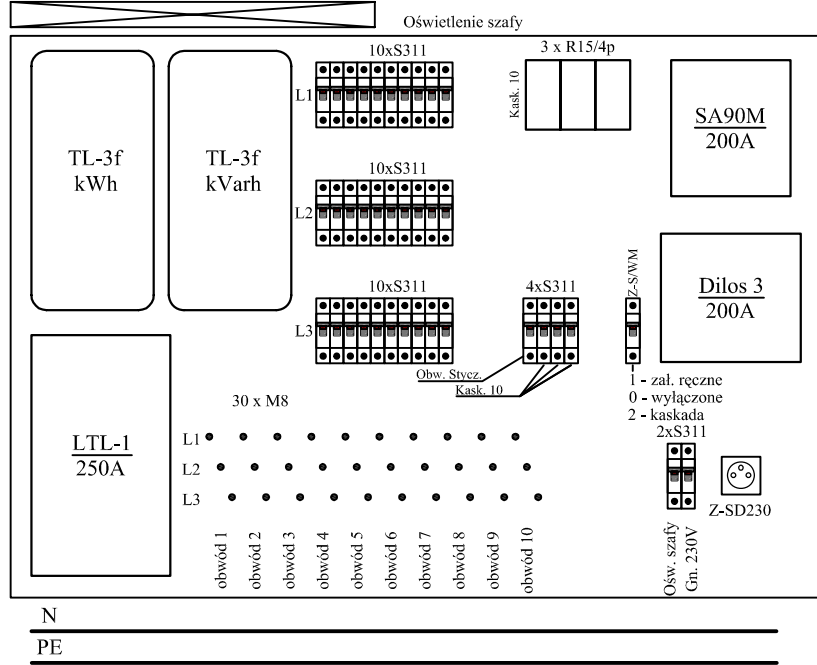 Oświetlenie szafy
10xS311
3 x R15/4p
Kask. 10
L1
SA90M
200A
TL-3f
kWh
TL-3f
kVarh
10xS311
L2
10xS311
4xS311
Z-S/WM
Dilos 3
200A
L3
Obw. Stycz.
Kask. 10
1 - zał. ręczne
0 - wyłączone
2 - kaskada
30 x M8
2xS311
LTL-1
250A
L1
L2
L3
Z-SD230
obwód 1
obwód 2
obwód 3
obwód 4
obwód 5
obwód 6
obwód 7
obwód 8
obwód 9
obwód 10
Ośw. szafy
Gn. 230V
N
PE